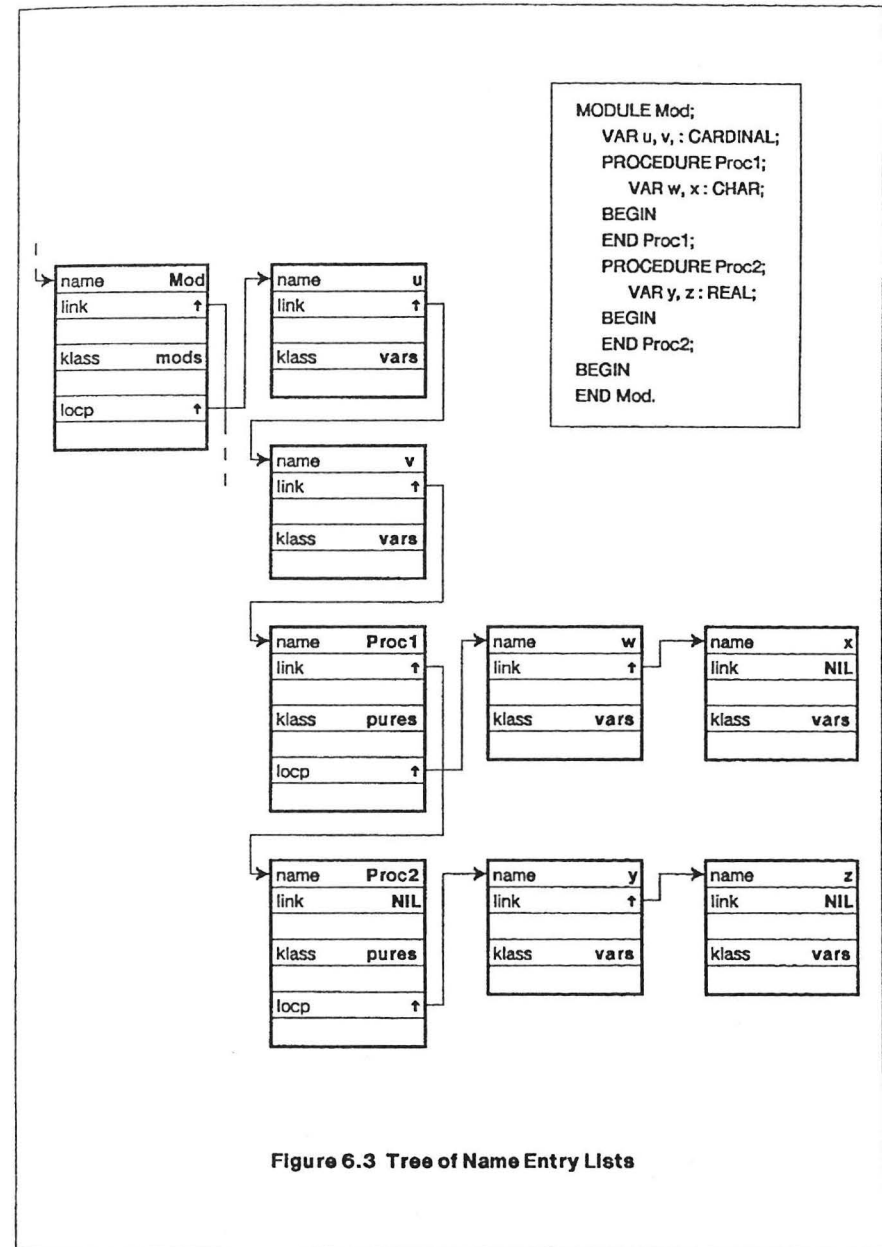 MODULE Mod;
VAR u, v, : CARDINAL;
PROCEDURE Proc1;
VAR w, x : CHAR;
BEGIN
END Proc1;
PROCEDURE Proc2;
VAR y, z : REAL;
BEGIN
END Proc2;
BEGIN
END Mod.
name Mod
link ↑
klass mods
locp ↑
name u
link ↑
klass vars
name v
link ↑
klass vars
name Proc1
link ↑
klass pures
locp ↑
name w
link ↑
klass vars
name x
link NIL
klass vars
name Proc2
link NIL
klass pures
locp ↑
name y
link ↑
klass vars
name z
link NIL
klass vars
Figure 6.3 Tree of Name Entry Lists